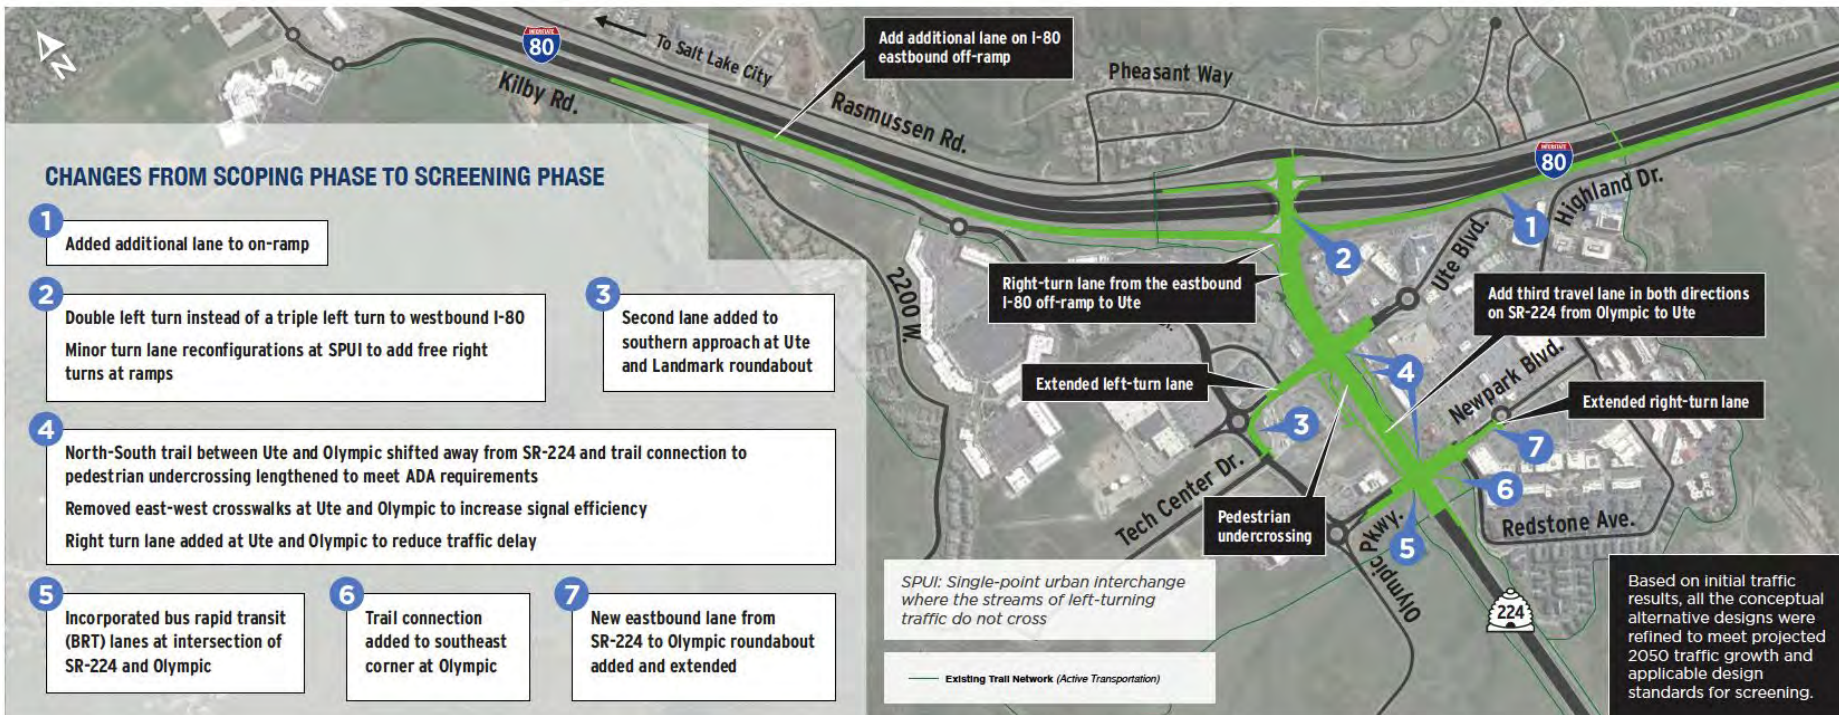 N
INTERSTATE
80
To Salt Lake City
Kilby Rd.
Rasmussen Rd.
Add additional lane on I-80
eastbound off-ramp
Pheasant Way
INTERSTATE
80
Highland Dr.
1
2
Ute Blvd.
2200 W.
Right-turn lane from the eastbound
I-80 off-ramp to Ute
Add third travel lane in both directions
on SR-224 from Olympic to Ute
Extended left-turn lane
4
Newpark Blvd.
Extended right-turn lane
3
7
Tech Center Dr.
6
Pedestrian
undercrossing
Olympic Pkwy.
5
Redstone Ave.
224
CHANGES FROM SCOPING PHASE TO SCREENING PHASE
1
Added additional lane to on-ramp
2
Double left turn instead of a triple left turn to westbound I-80
Minor turn lane reconfigurations at SPUI to add free right
turns at ramps
3
Second lane added to
southern approach at Ute
and Landmark roundabout
4
North-South trail between Ute and Olympic shifted away from SR-224 and trail connection to
pedestrian undercrossing lengthened to meet ADA requirements
Removed east-west crosswalks at Ute and Olympic to increase signal efficiency
Right turn lane added at Ute and Olympic to reduce traffic delay
5
Incorporated bus rapid transit
(BRT) lanes at intersection of
SR-224 and Olympic
6
Trail connection
added to southeast
corner at Olympic
7
New eastbound lane from
SR-224 to Olympic roundabout
added and extended
SPUI: Single-point urban interchange
where the streams of left-turning
traffic do not cross
Existing Trail Network (Active Transportation)
Based on initial traffic
results, all the conceptual
alternative designs were
refined to meet projected
2050 traffic growth and
applicable design
standards for screening.